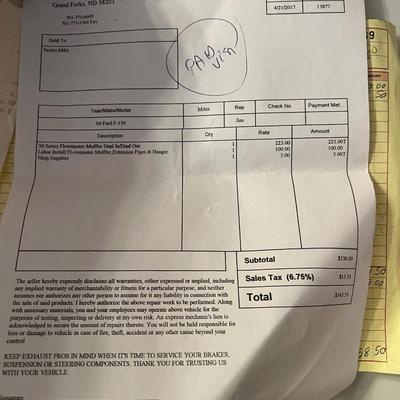 Grand Forks, ND 58201
701-775-6009
701-775-2304 Fax
4/21/2017 13877
Sold To
Jacobs,Mike
PAID
Year/Make/Model Miles Rep Check No Payment Met...
04 Ford F-150 Jim
Description Qty Rate Amount
50 Series Flowmaster Muffler Dual In/Dual Out 1 225.00 225.00T
Labor-Install FLowmaster Muffler,Extension Pipes & Hanger 1 100.00 100.00
Shop Supplies 1 5.00 5.00T
Subtotal $330.00
Sales Tax (6.75%) $15.53
Total $345.53
The seller hereby expressly disclaims all warranties, either expressed or implied, including
any implied warranty of merchantability or fitness for a particular purpose, and neither
assumes nor authorizes any other person to assume for it any liability in connection with
the sale of said products. I hereby authorize the above repair work to be performed. Along
with necessary materials, you and your employees may operate above vehicle for the
purposes of testing, inspecting or delivery at my own risk. An express mechanic's lien is
acknowledged to secure the amount of repairs thereto. You will not be held responsible for
loss or damage to vehicle in case of fire, theft, accident or any other cause beyond your
control.
KEEP EXHAUST PROS IN MIND WHEN IT'S TIME TO SERVICE YOUR BRAKES,
SUSPENSION OR STEERING COMPONENTS. THANK YOU FOR TRUSTING US
WITH YOUR VEHICLE.
Signature
58.50